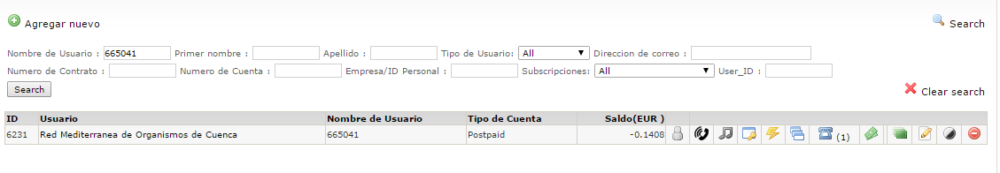 Agregar nuevo Search
Nombre de Usuario : 665041 Primer nombre : Apellido : Tipo de Usuario: All Direccion de correo :
Numero de Contrato : Numero de Cuenta : Empresa/ID Personal : Subscripciones: All User_ID :
Search Clear search
ID Usuario Nombre de Usuario Tipo de Cuenta Saldo(EUR )
6231 Red Mediterranea de Organismos de Cuenca 665041 Postpaid -0.1408 (1)